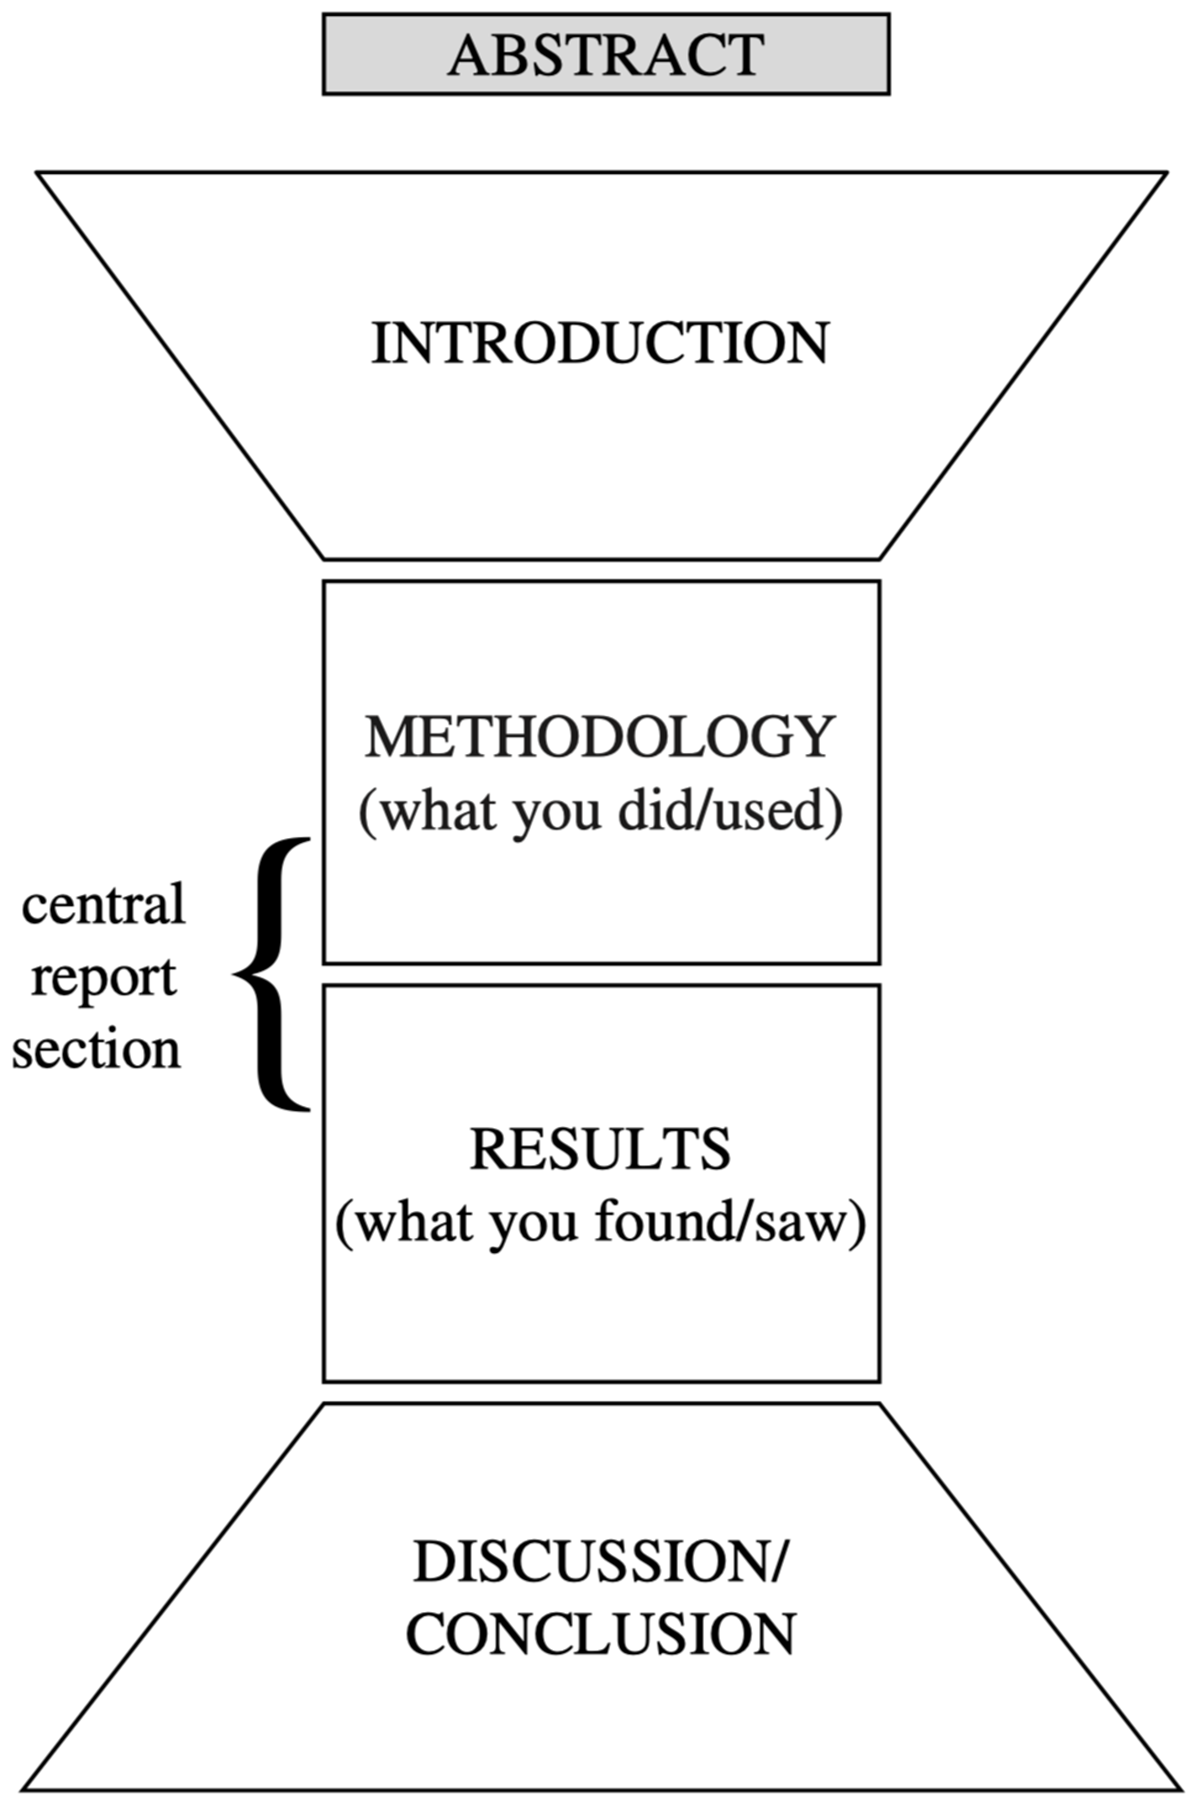 ABSTRACT
INTRODUCTION
METHODOLOGY
(what you did/used)
central
report
section
RESULTS
(what you found/saw)
DISCUSSION/
CONCLUSION